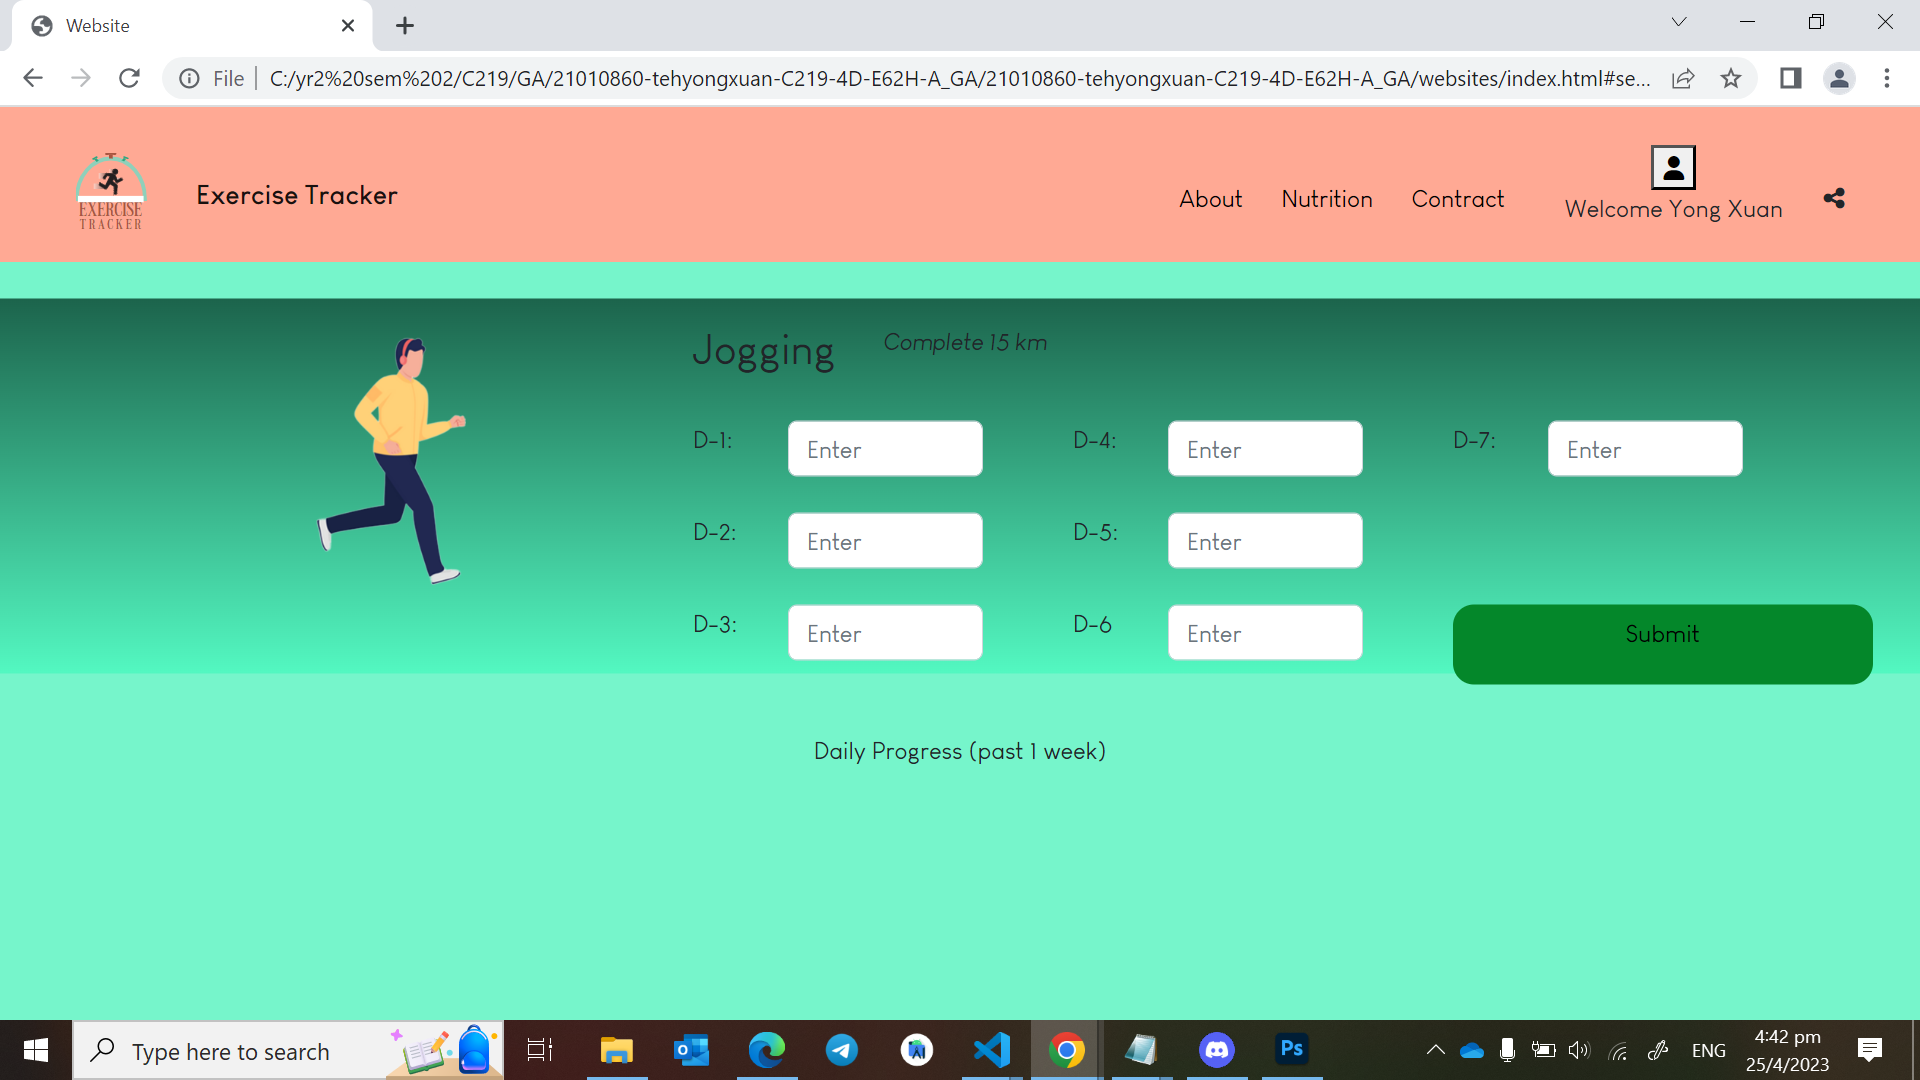 Website
File
C:/yr2%20sem%202/C219/GA/21010860-tehyongxuan-C219-4D-E62H-A_GA/21010860-tehyongxuan-C219-4D-E62H-A_GA/websites/index.html#se...
EXERCISE
TRACKER
Exercise Tracker
About
Nutrition
Contract
Welcome Yong Xuan
Jogging
Complete 15 km
D-1: Enter
D-4: Enter
D-7: Enter
D-2: Enter
D-5: Enter
D-3: Enter
D-6 Enter
Submit
Daily Progress (past 1 week)
Type here to search
Ps
ENG
4:42 pm
25/4/2023